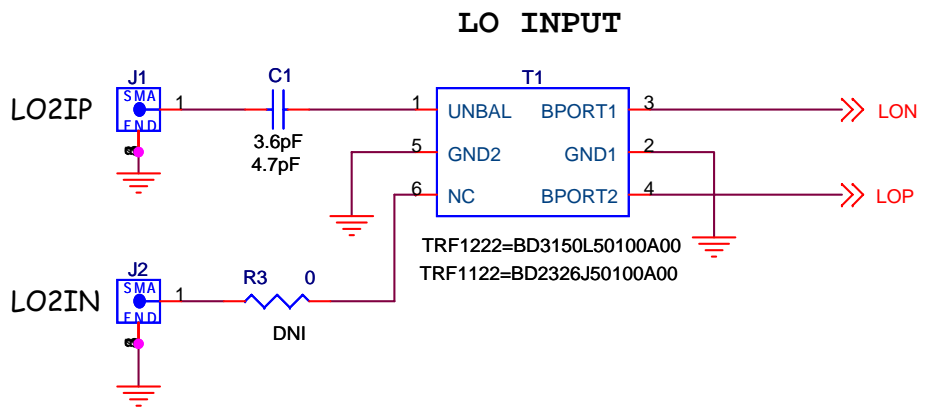 LO INPUT
J1 C1 T1
LO2IP SMA END 1 1 UNBAL BPORT1 3 LON
3.6pF
4.7pF
5 GND2 GND1 2
6 NC BPORT2 4 LOP
TRF1222=BD3150L50100A00
TRF1122=BD2326J50100A00
J2 R3 0
LO2IN SMA END 1
DNI